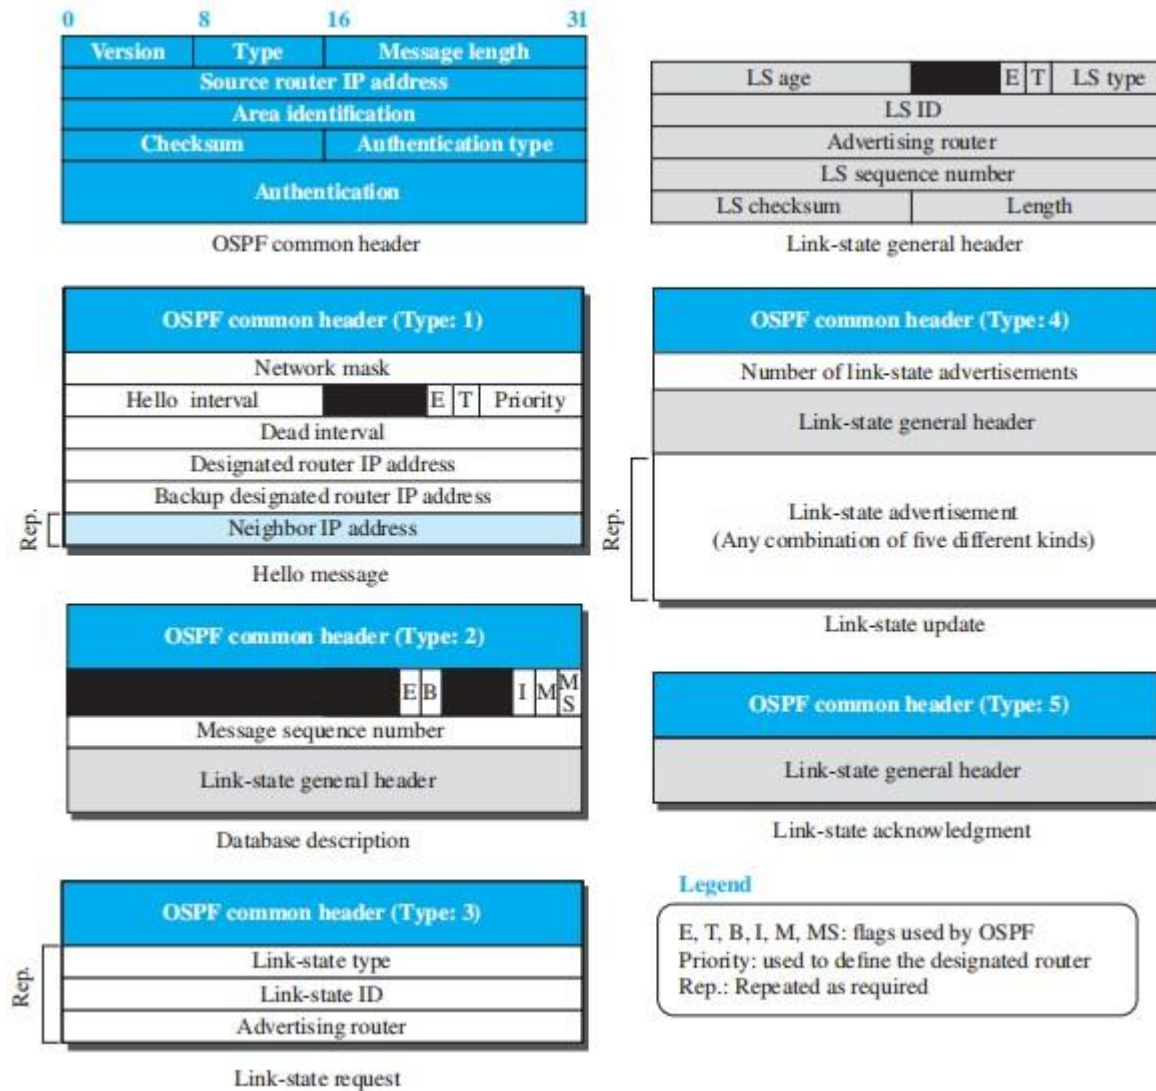 0 8 16 31
Version Type Message length
Source router IP address
Area identification
Checksum Authentication type
Authentication
OSPF common header
LS age E T LS type
LS ID
Advertising router
LS sequence number
LS checksum Length
Link-state general header
OSPF common header (Type: 1)
Network mask
Hello interval E T Priority
Dead interval
Designated router IP address
Backup designated router IP address
Rep.
Neighbor IP address
Hello message
OSPF common header (Type: 4)
Number of link-state advertisements
Link-state general header
Rep.
Link-state advertisement
(Any combination of five different kinds)
Link-state update
OSPF common header (Type: 2)
E B I M MS
Message sequence number
Link-state general header
Database description
OSPF common header (Type: 5)
Link-state general header
Link-state acknowledgment
OSPF common header (Type: 3)
Rep.
Link-state type
Link-state ID
Advertising router
Link-state request
Legend
E, T, B, I, M, MS: flags used by OSPF
Priority: used to define the designated router
Rep.: Repeated as required